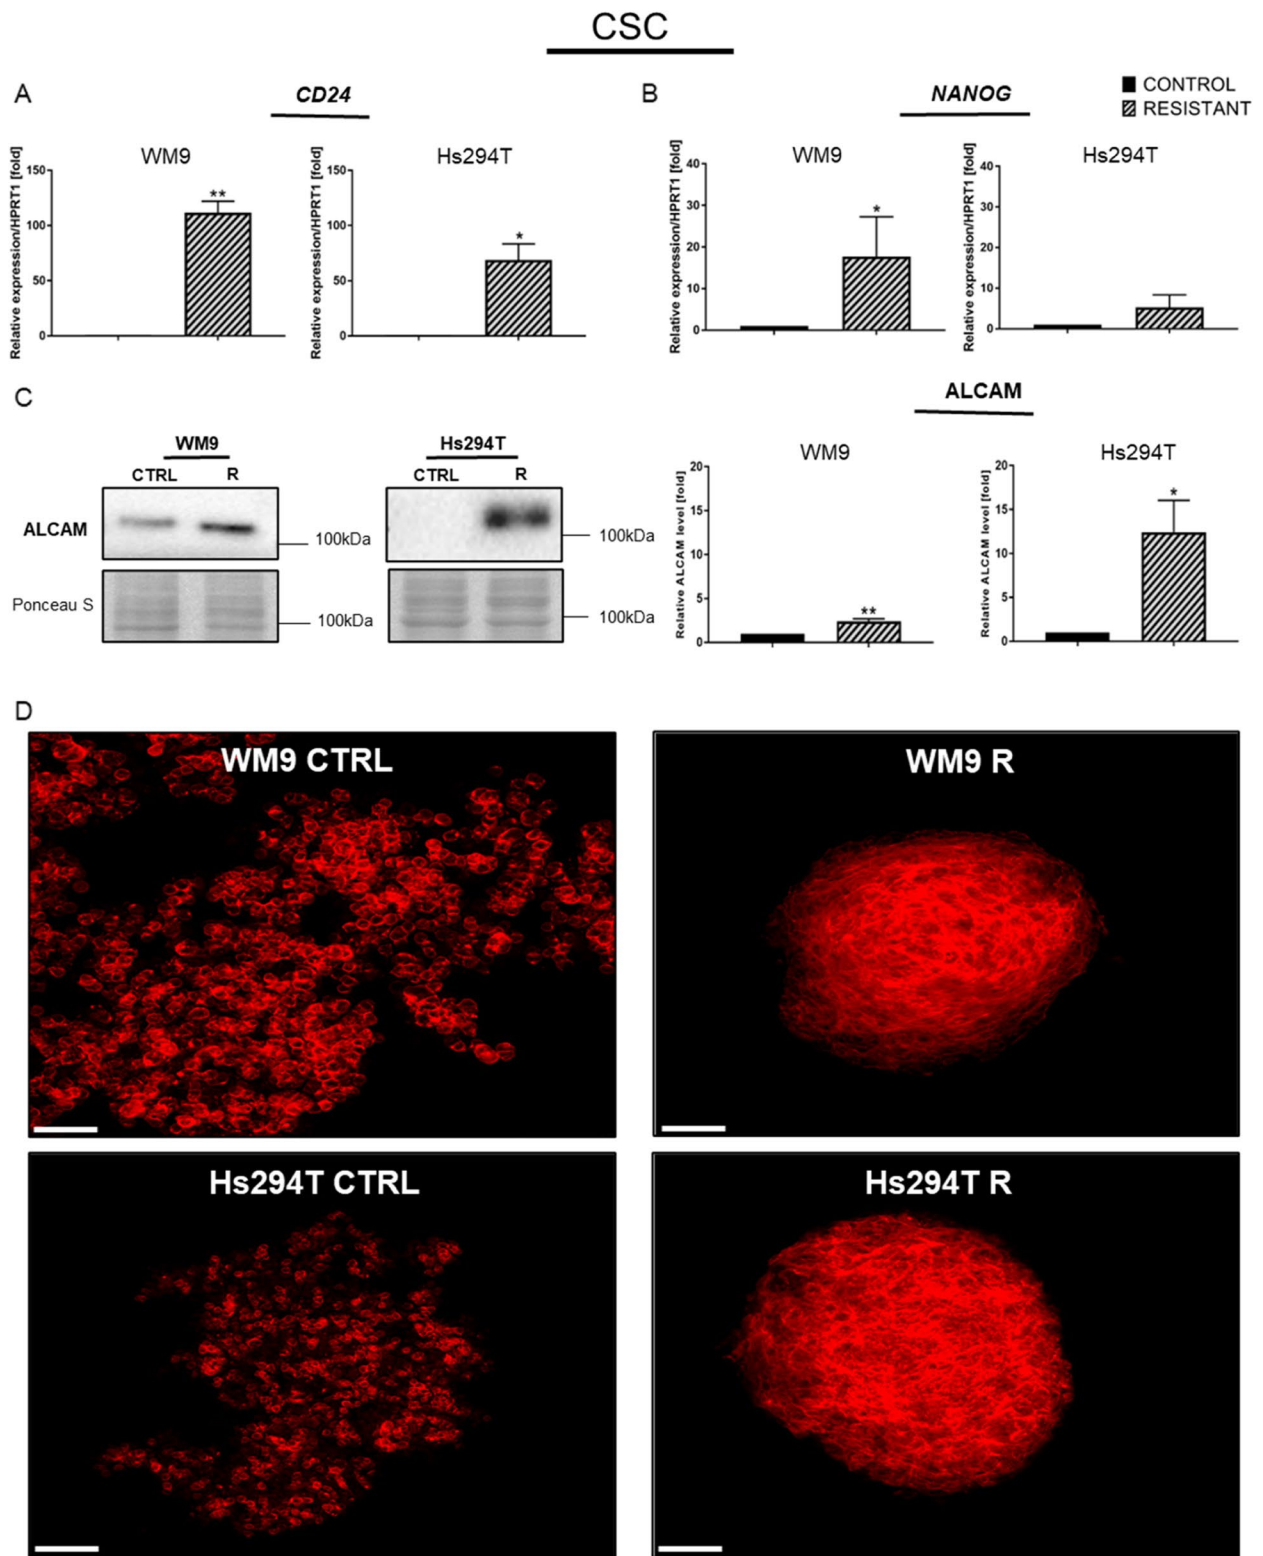 CSC
A
CD24
WM9
Relative expression/HPRT1 [fold]
150
100
50
0
**
Hs294T
Relative expression/HPRT1 [fold]
150
100
50
0
*
B
NANOG
CONTROL
RESISTANT
WM9
Relative expression/HPRT1 [fold]
40
30
20
10
0
*
Hs294T
Relative expression/HPRT1 [fold]
40
30
20
10
0
C
WM9
CTRL R
ALCAM
100kDa
Ponceau S
100kDa
Hs294T
CTRL R
100kDa
100kDa
ALCAM
WM9
Relative ALCAM level [fold]
20
15
10
5
0
**
Hs294T
Relative ALCAM level [fold]
20
15
10
5
0
*
D
WM9 CTRL
WM9 R
Hs294T CTRL
Hs294T R